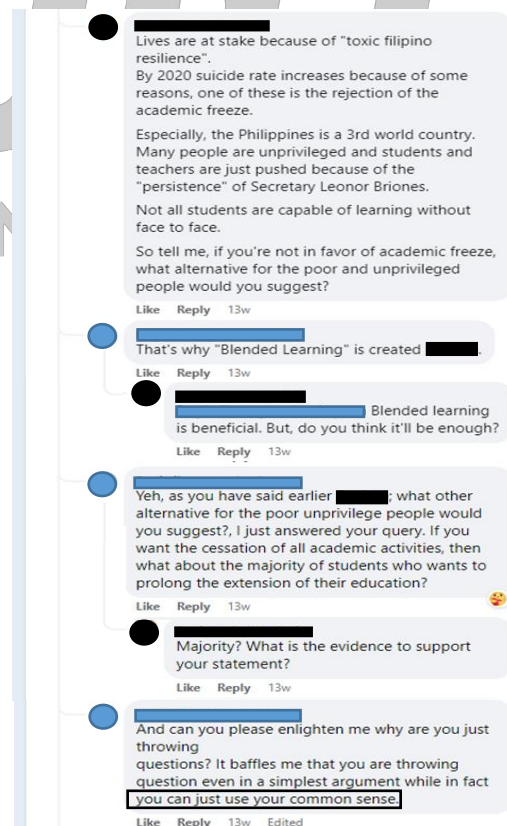 Lives are at stake because of "toxic filipino
resilience".
By 2020 suicide rate increases because of some
reasons, one of these is the rejection of the
academic freeze.
Especially, the Philippines is a 3rd world country.
Many people are unprivileged and students and
teachers are just pushed because of the
"persistence" of Secretary Leonor Briones.
Not all students are capable of learning without
face to face.
So tell me, if you're not in favor of academic freeze,
what alternative for the poor and unprivileged
people would you suggest?
Like Reply 13w
That's why "Blended Learning" is created .
Like Reply 13w
Blended learning
is beneficial. But, do you think it'll be enough?
Like Reply 13w
Yeh, as you have said earlier ; what other
alternative for the poor unprivilege people would
you suggest?, I just answered your query. If you
want the cessation of all academic activities, then
what about the majority of students who wants to
prolong the extension of their education?
Like Reply 13w
Majority? What is the evidence to support
your statement?
Like Reply 13w
And can you please enlighten me why are you just
throwing
questions? It baffles me that you are throwing
question even in a simplest argument while in fact
you can just use your common sense.
Like Reply 13w Edited